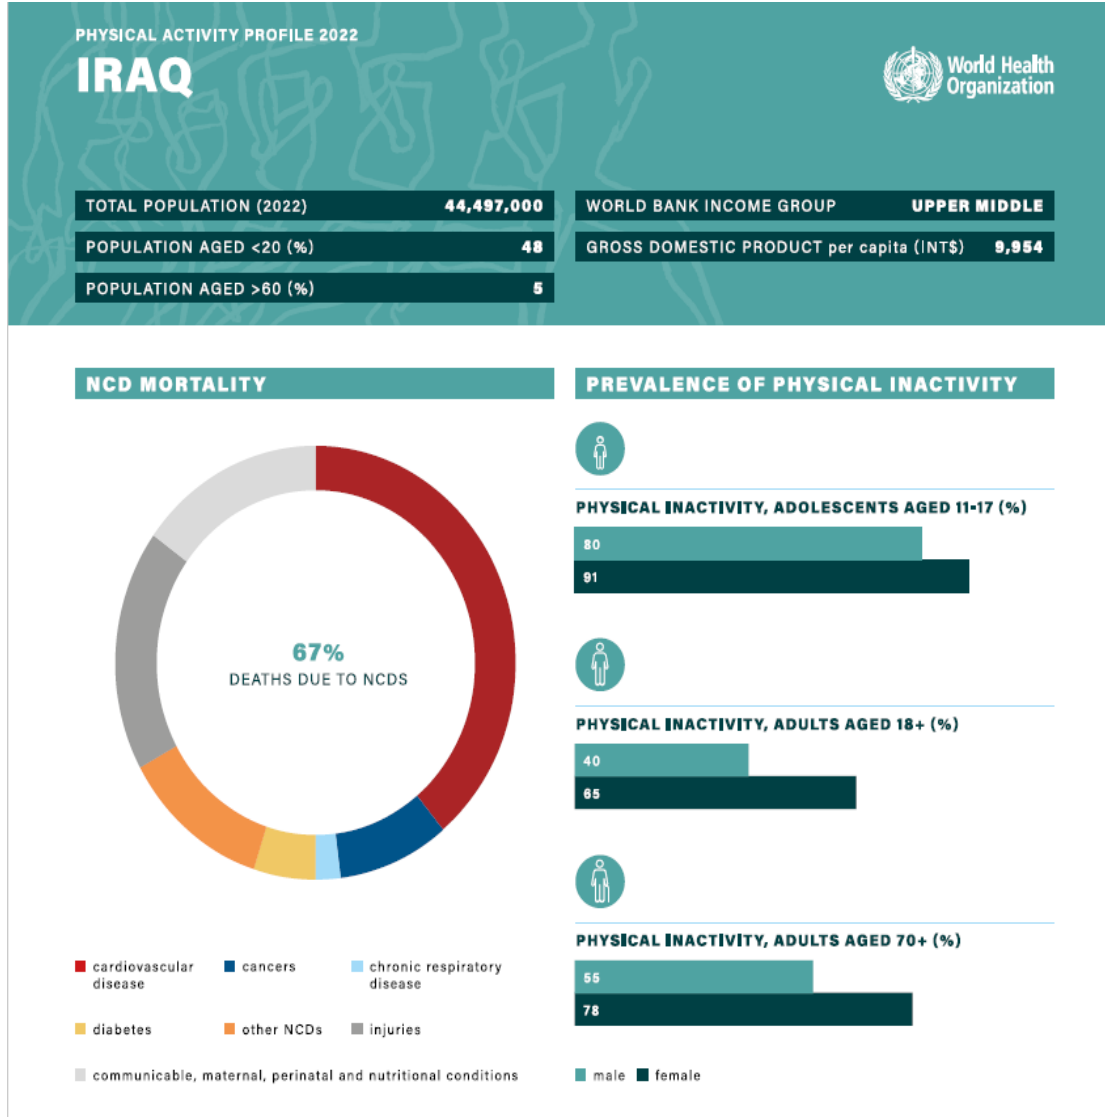 PHYSICAL ACTIVITY PROFILE 2022
IRAQ
World Health
Organization
TOTAL POPULATION (2022) 44,497,000
POPULATION AGED <20 (%) 48
POPULATION AGED >60 (%) 5
WORLD BANK INCOME GROUP UPPER MIDDLE
GROSS DOMESTIC PRODUCT per capita (INT$) 9,954
NCD MORTALITY
67%
DEATHS DUE TO NCDS
cardiovascular
disease
cancers
chronic respiratory
disease
diabetes
other NCDs
injuries
communicable, maternal, perinatal and nutritional conditions
PREVALENCE OF PHYSICAL INACTIVITY
PHYSICAL INACTIVITY, ADOLESCENTS AGED 11-17 (%)
80
91
PHYSICAL INACTIVITY, ADULTS AGED 18+ (%)
40
65
PHYSICAL INACTIVITY, ADULTS AGED 70+ (%)
55
78
male female